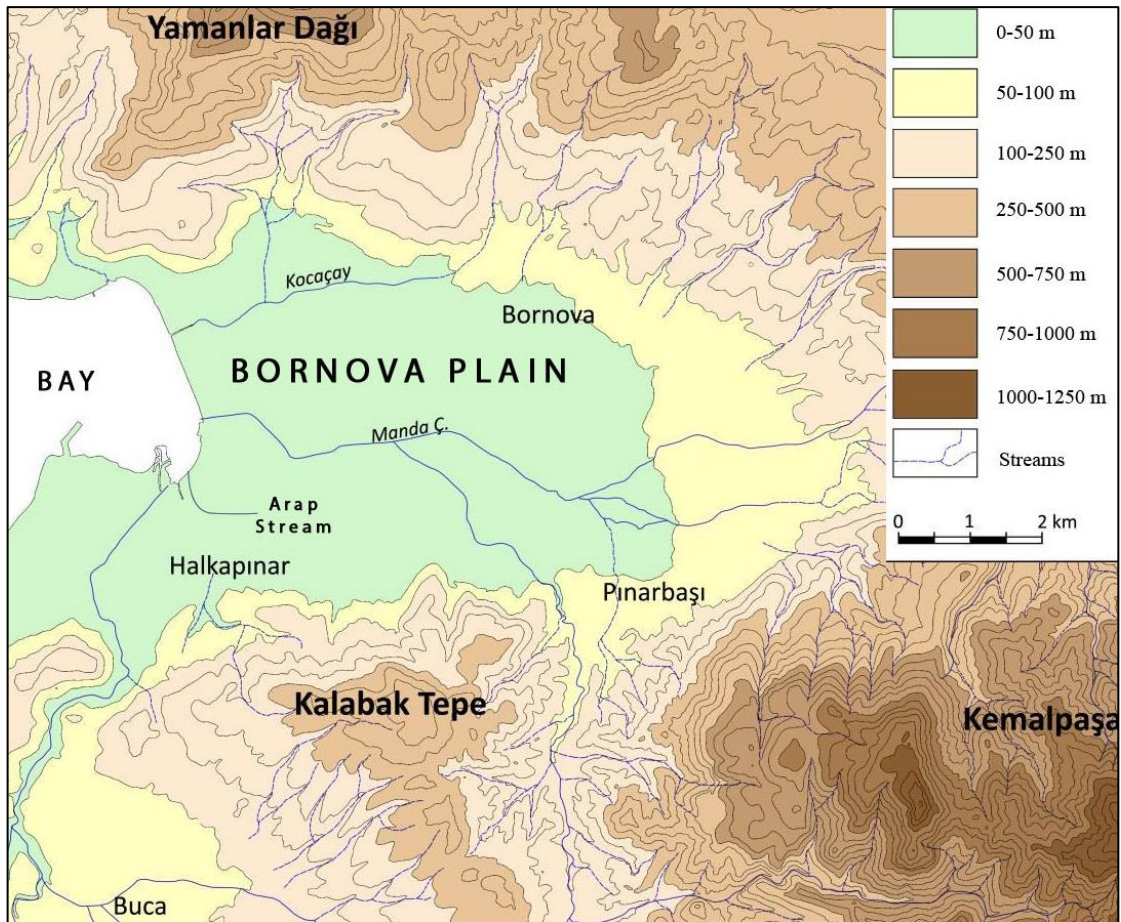 Yamanlar Dağı
0-50 m
50-100 m
100-250 m
250-500 m
500-750 m
750-1000 m
1000-1250 m
Streams
0 1 2 km
Kocaçay
Bornova
BAY
BORNOVA PLAIN
Manda Ç.
Arap
Stream
Halkapınar
Pınarbaşı
Kalabak Tepe
Kemalpaşa
Buca